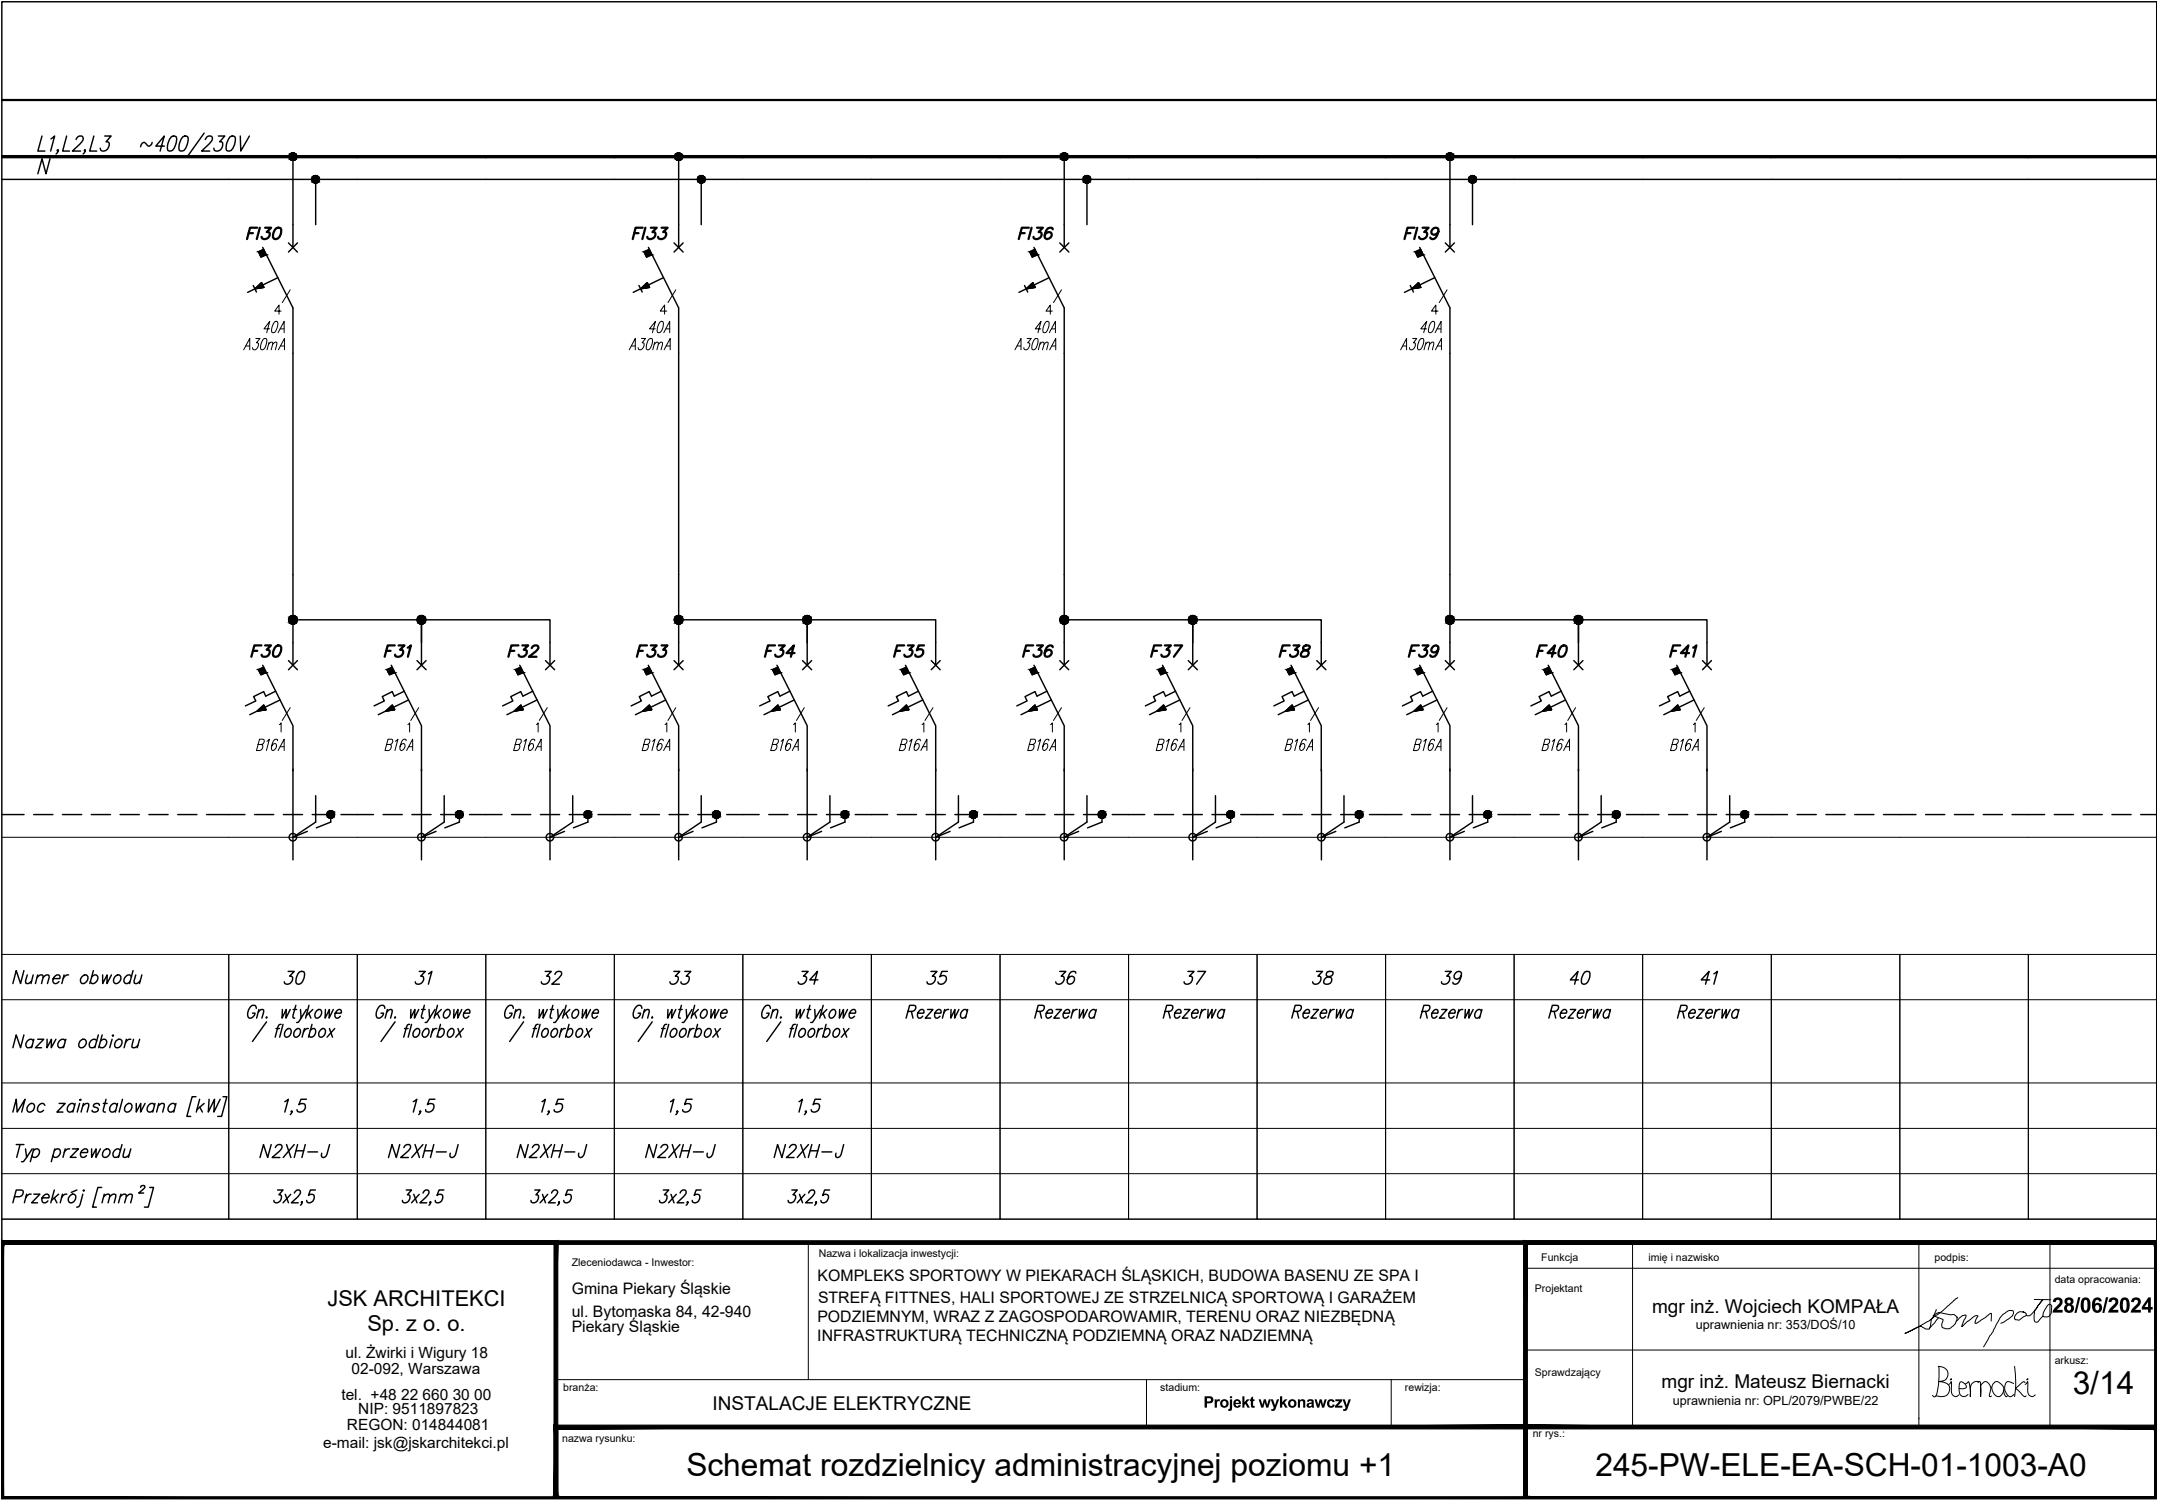 L1,L2,L3 ~400/230V
N
FI30 FI33 FI36 FI39
4 4 4 4
40A 40A 40A 40A
A30mA A30mA A30mA A30mA
F30 F31 F32 F33 F34 F35 F36 F37 F38 F39 F40 F41
1 1 1 1 1 1 1 1 1 1 1 1
B16A B16A B16A B16A B16A B16A B16A B16A B16A B16A B16A B16A
Numer obwodu 30 31 32 33 34 35 36 37 38 39 40 41
Nazwa odbioru
Gn. wtykowe Gn. wtykowe Gn. wtykowe Gn. wtykowe Gn. wtykowe Rezerwa Rezerwa Rezerwa Rezerwa Rezerwa Rezerwa Rezerwa
/ floorbox / floorbox / floorbox / floorbox / floorbox
Moc zainstalowana [kW] 1,5 1,5 1,5 1,5 1,5
Typ przewodu N2XH-J N2XH-J N2XH-J N2XH-J N2XH-J
Przekrój [mm²] 3x2,5 3x2,5 3x2,5 3x2,5 3x2,5
JSK ARCHITEKCI
Sp. z o. o.
ul. Żwirki i Wigury 18
02-092, Warszawa
tel. +48 22 660 30 00
NIP: 9511897823
REGON: 014844081
e-mail: jsk@jskarchitekci.pl
Zleceniodawca - Inwestor:
Gmina Piekary Śląskie
ul. Bytomaska 84, 42-940
Piekary Śląskie
Nazwa i lokalizacja inwestycji:
KOMPLEKS SPORTOWY W PIEKARACH ŚLĄSKICH, BUDOWA BASENU ZE SPA I
STREFĄ FITTNES, HALI SPORTOWEJ ZE STRZELNICĄ SPORTOWĄ I GARAŻEM
PODZIEMNYM, WRAZ Z ZAGOSPODAROWAMIR, TERENU ORAZ NIEZBĘDNĄ
INFRASTRUKTURĄ TECHNICZNĄ PODZIEMNĄ ORAZ NADZIEMNĄ
branża:
INSTALACJE ELEKTRYCZNE
stadium:
Projekt wykonawczy
rewizja:
nazwa rysunku:
Schemat rozdzielnicy administracyjnej poziomu +1
Funkcja imię i nazwisko podpis:
Projektant
mgr inż. Wojciech KOMPAŁA
uprawnienia nr: 353/DOŚ/10
Kompała
data opracowania:
28/06/2024
Sprawdzający
mgr inż. Mateusz Biernacki
uprawnienia nr: OPL/2079/PWBE/22
Biernacki
arkusz:
3/14
nr rys.:
245-PW-ELE-EA-SCH-01-1003-A0